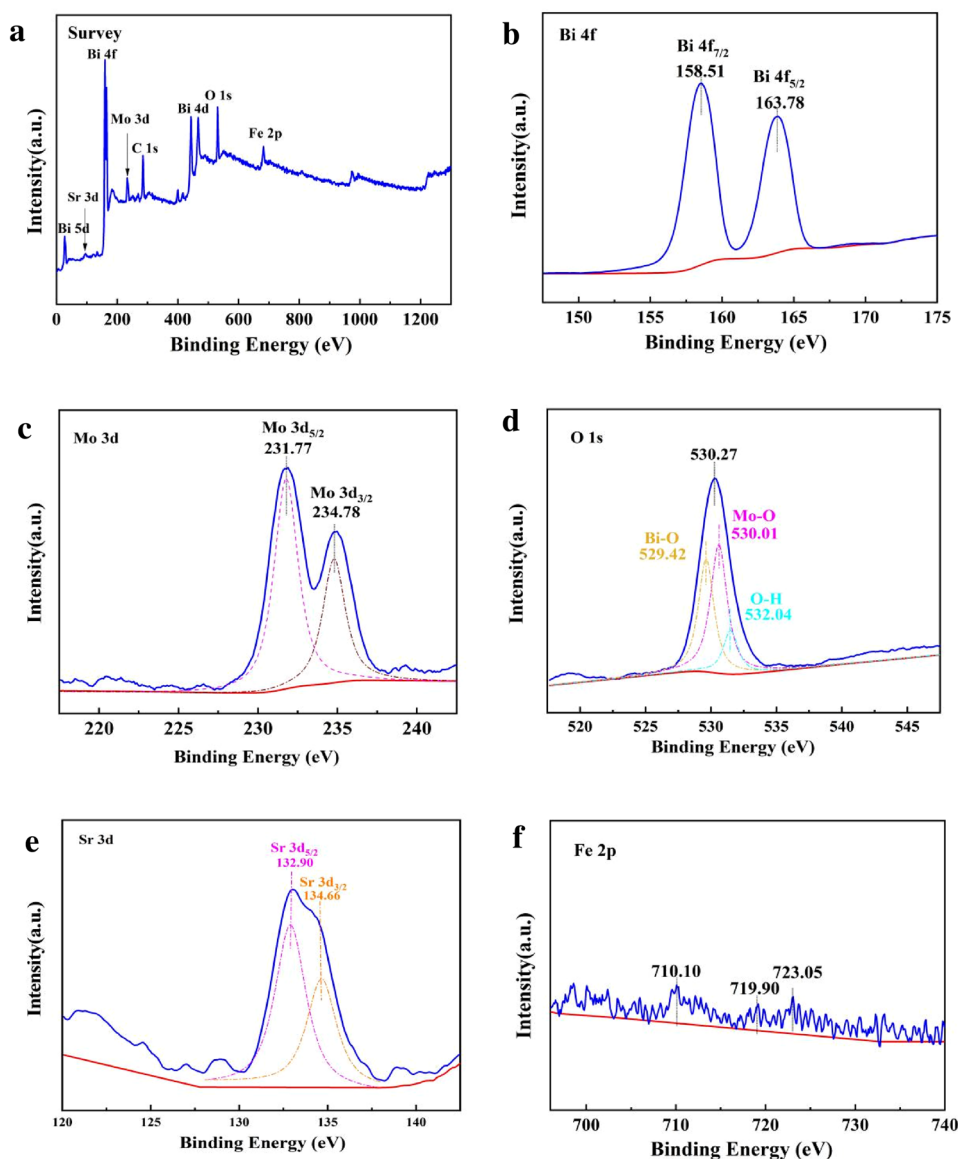 a
Survey
Bi 4f
Mo 3d
C 1s
Sr 3d
Bi 5d
Bi 4d
O 1s
Fe 2p
Intensity(a.u.)
0 200 400 600 800 1000 1200
Binding Energy (eV)
b
Bi 4f
Bi 4f7/2
158.51
Bi 4f5/2
163.78
Intensity(a.u.)
150 155 160 165 170 175
Binding Energy (eV)
c
Mo 3d
Mo 3d5/2
231.77
Mo 3d3/2
234.78
Intensity(a.u.)
220 225 230 235 240
Binding Energy (eV)
d
O 1s
530.27
Mo-O
530.01
Bi-O
529.42
O-H
532.04
Intensity(a.u.)
520 525 530 535 540 545
Binding Energy (eV)
e
Sr 3d
Sr 3d5/2
132.90
Sr 3d3/2
134.66
Intensity(a.u.)
120 125 130 135 140
Binding Energy (eV)
f
Fe 2p
710.10
719.90
723.05
Intensity(a.u.)
700 710 720 730 740
Binding Energy (eV)